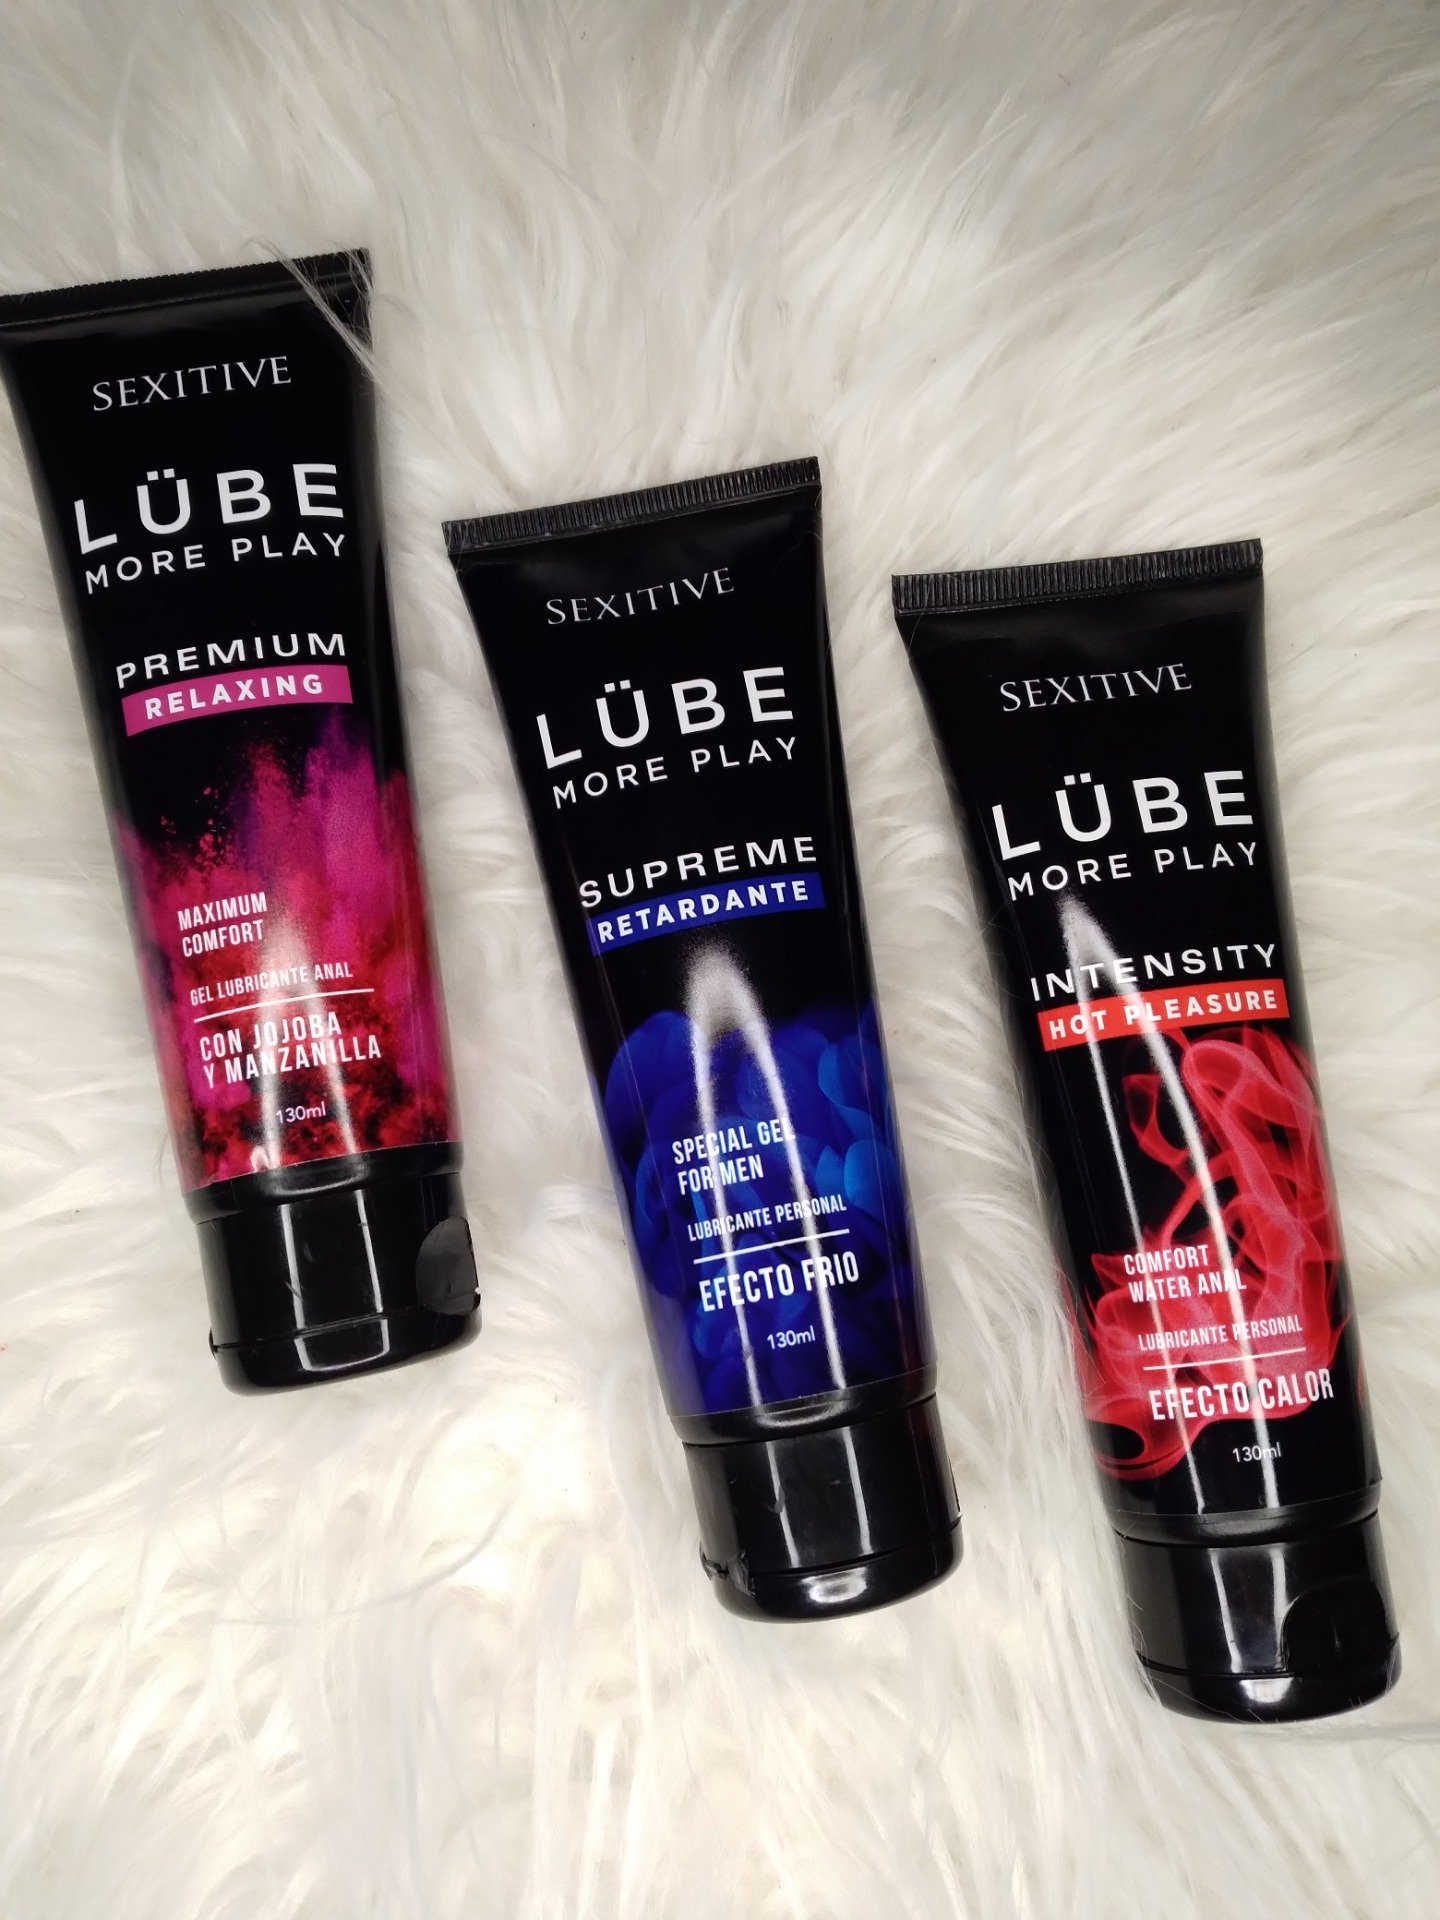 SEXITIVE
LÜBE
MORE PLAY
PREMIUM
RELAXING
MAXIMUM
COMFORT
GEL LUBRICANTE ANAL
CON JOJOBA
Y MANZANILLA
130ml
SEXITIVE
LÜBE
MORE PLAY
SUPREME
RETARDANTE
SPECIAL GEL
FOR MEN
LUBRICANTE PERSONAL
EFECTO FRIO
130ml
SEXITIVE
LÜBE
MORE PLAY
INTENSITY
HOT PLEASURE
COMFORT
WATER ANAL
LUBRICANTE PERSONAL
EFECTO CALOR
130ml